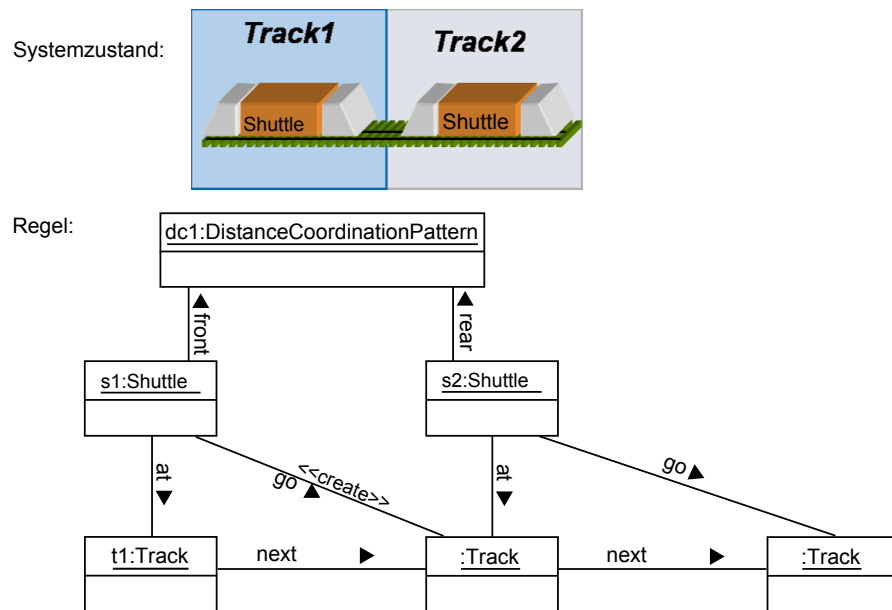 Systemzustand:
Track1
Track2
Shuttle
Shuttle
Regel:
dc1:DistanceCoordinationPattern
front
rear
s1:Shuttle
s2:Shuttle
at
<<create>>
go
at
go
t1:Track
next
:Track
next
:Track